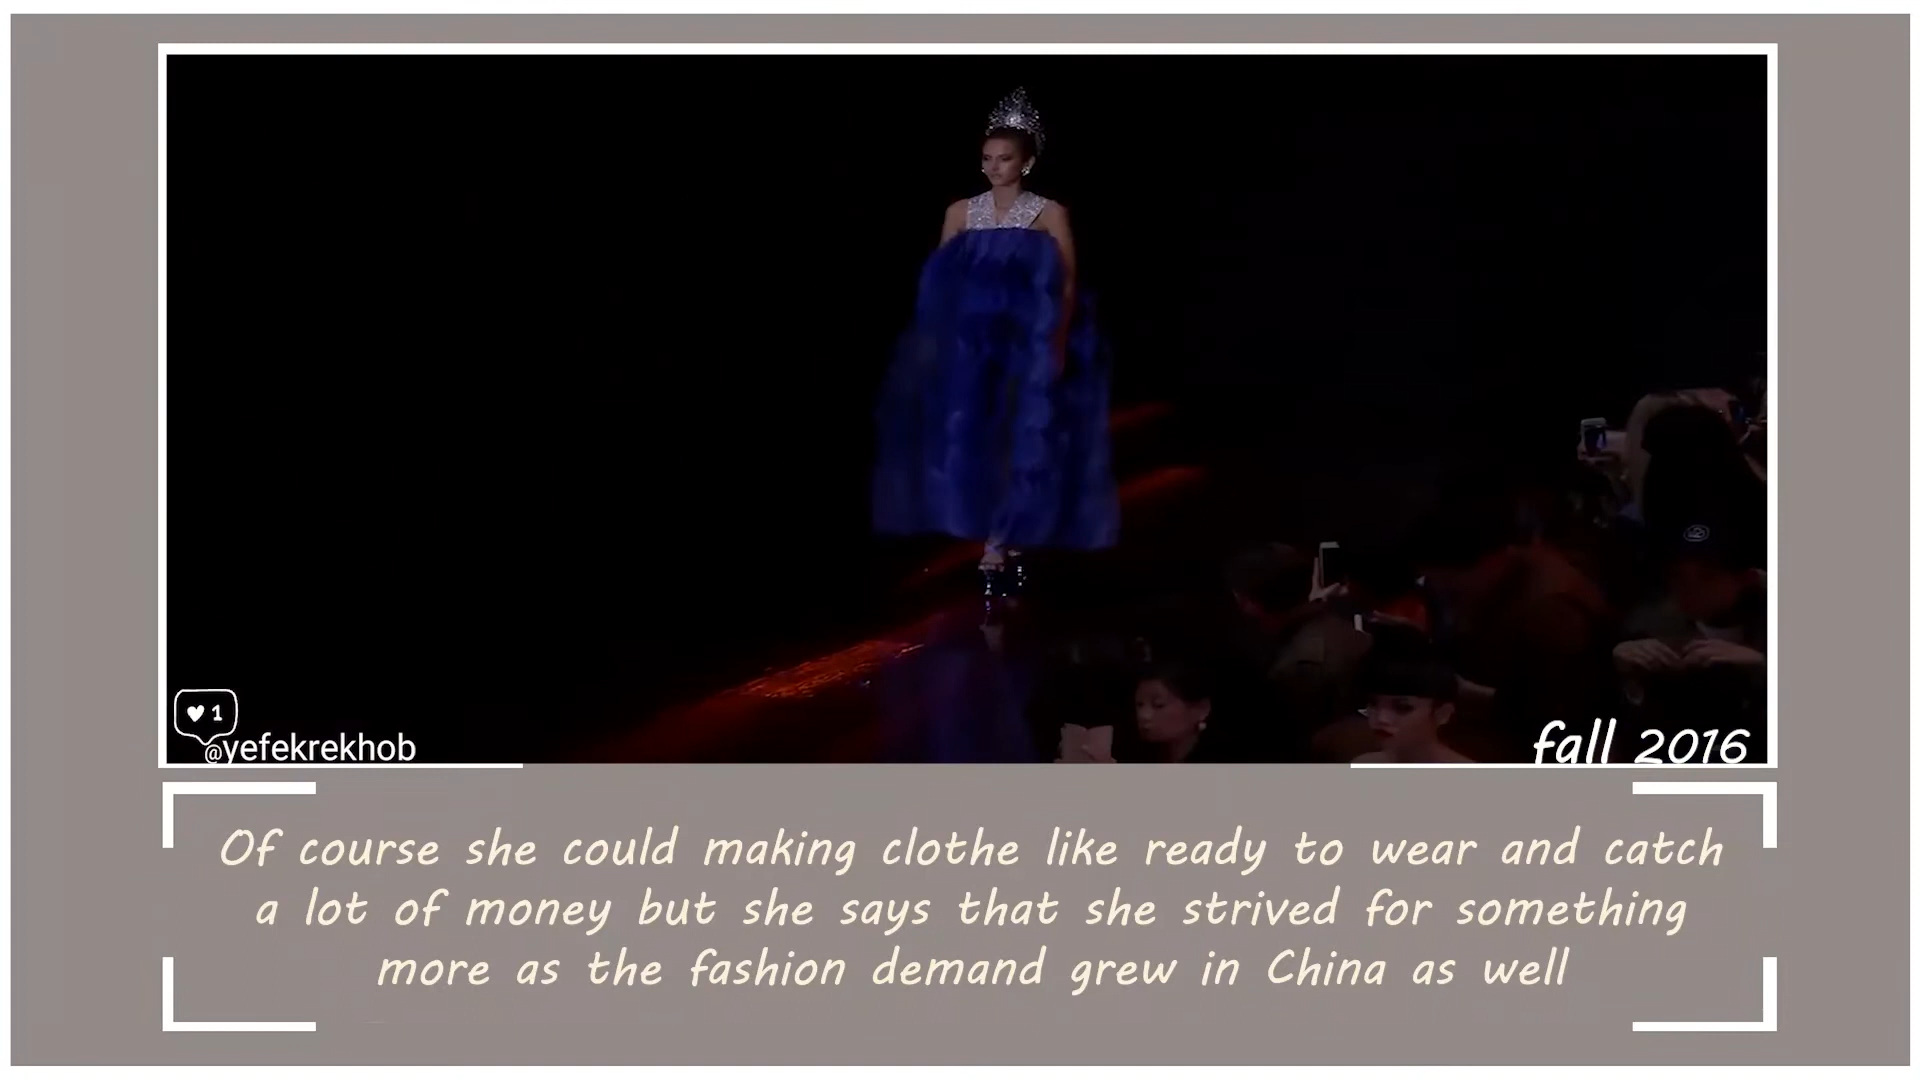 1
@yefekrekhob
fall 2016
Of course she could making clothe like ready to wear and catch
a lot of money but she says that she strived for something
more as the fashion demand grew in China as well